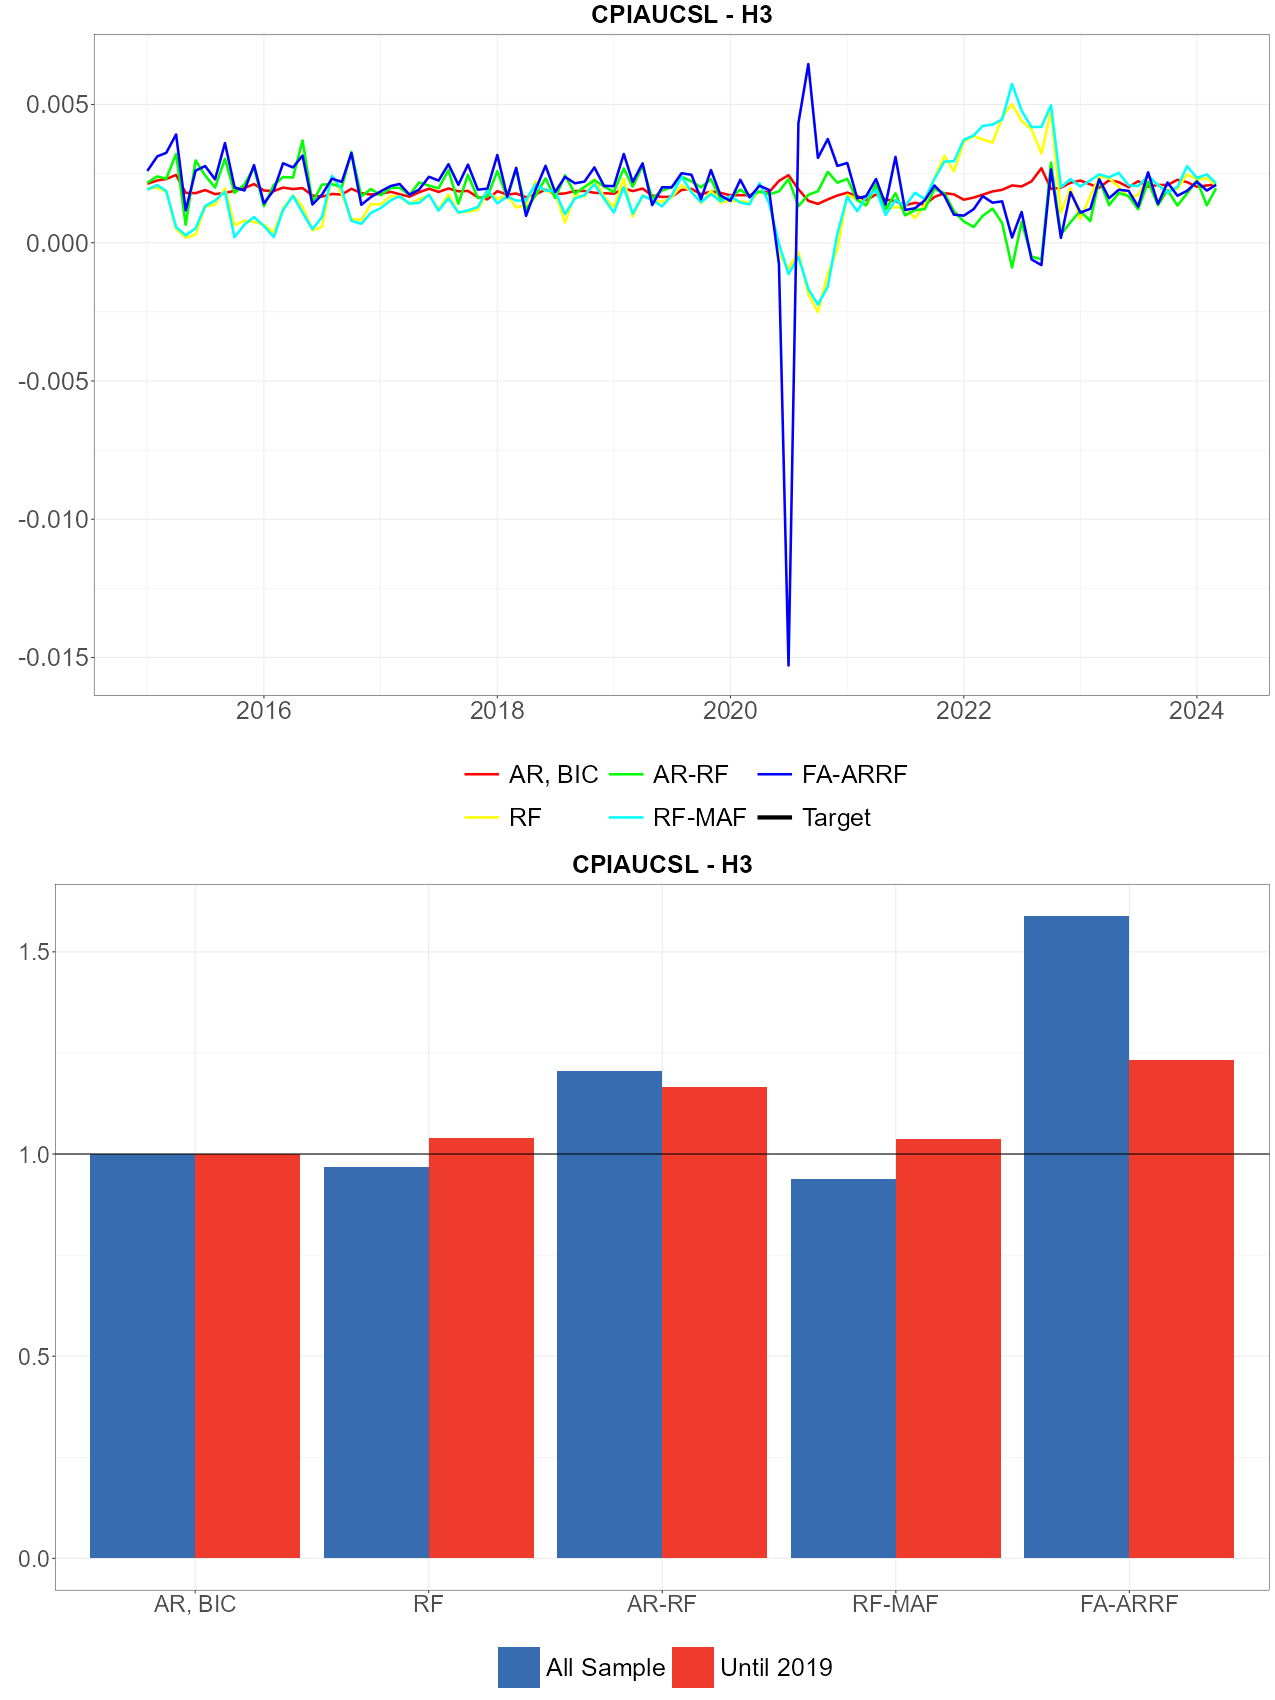 CPIAUCSL - H3
0.005
0.000
-0.005
-0.010
-0.015
2016 2018 2020 2022 2024
AR, BIC AR-RF FA-ARRF
RF RF-MAF Target
CPIAUCSL - H3
1.5
1.0
0.5
0.0
AR, BIC RF AR-RF RF-MAF FA-ARRF
All Sample Until 2019